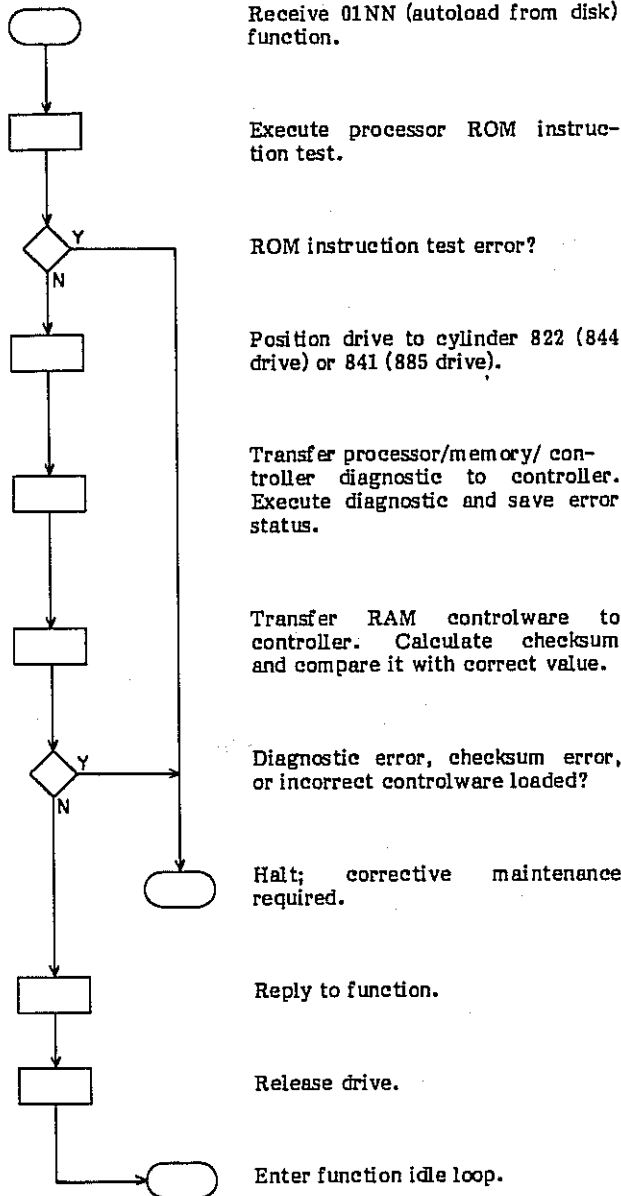 Receive 01NN (autoload from disk)
function.
Execute processor ROM instruc-
tion test.
Y
ROM instruction test error?
N
Position drive to cylinder 822 (844
drive) or 841 (885 drive).
Transfer processor/memory/ con-
troller diagnostic to controller.
Execute diagnostic and save error
status.
Transfer RAM controlware to
controller. Calculate checksum
and compare it with correct value.
Y
Diagnostic error, checksum error,
or incorrect controlware loaded?
N
Halt; corrective maintenance
required.
Reply to function.
Release drive.
Enter function idle loop.